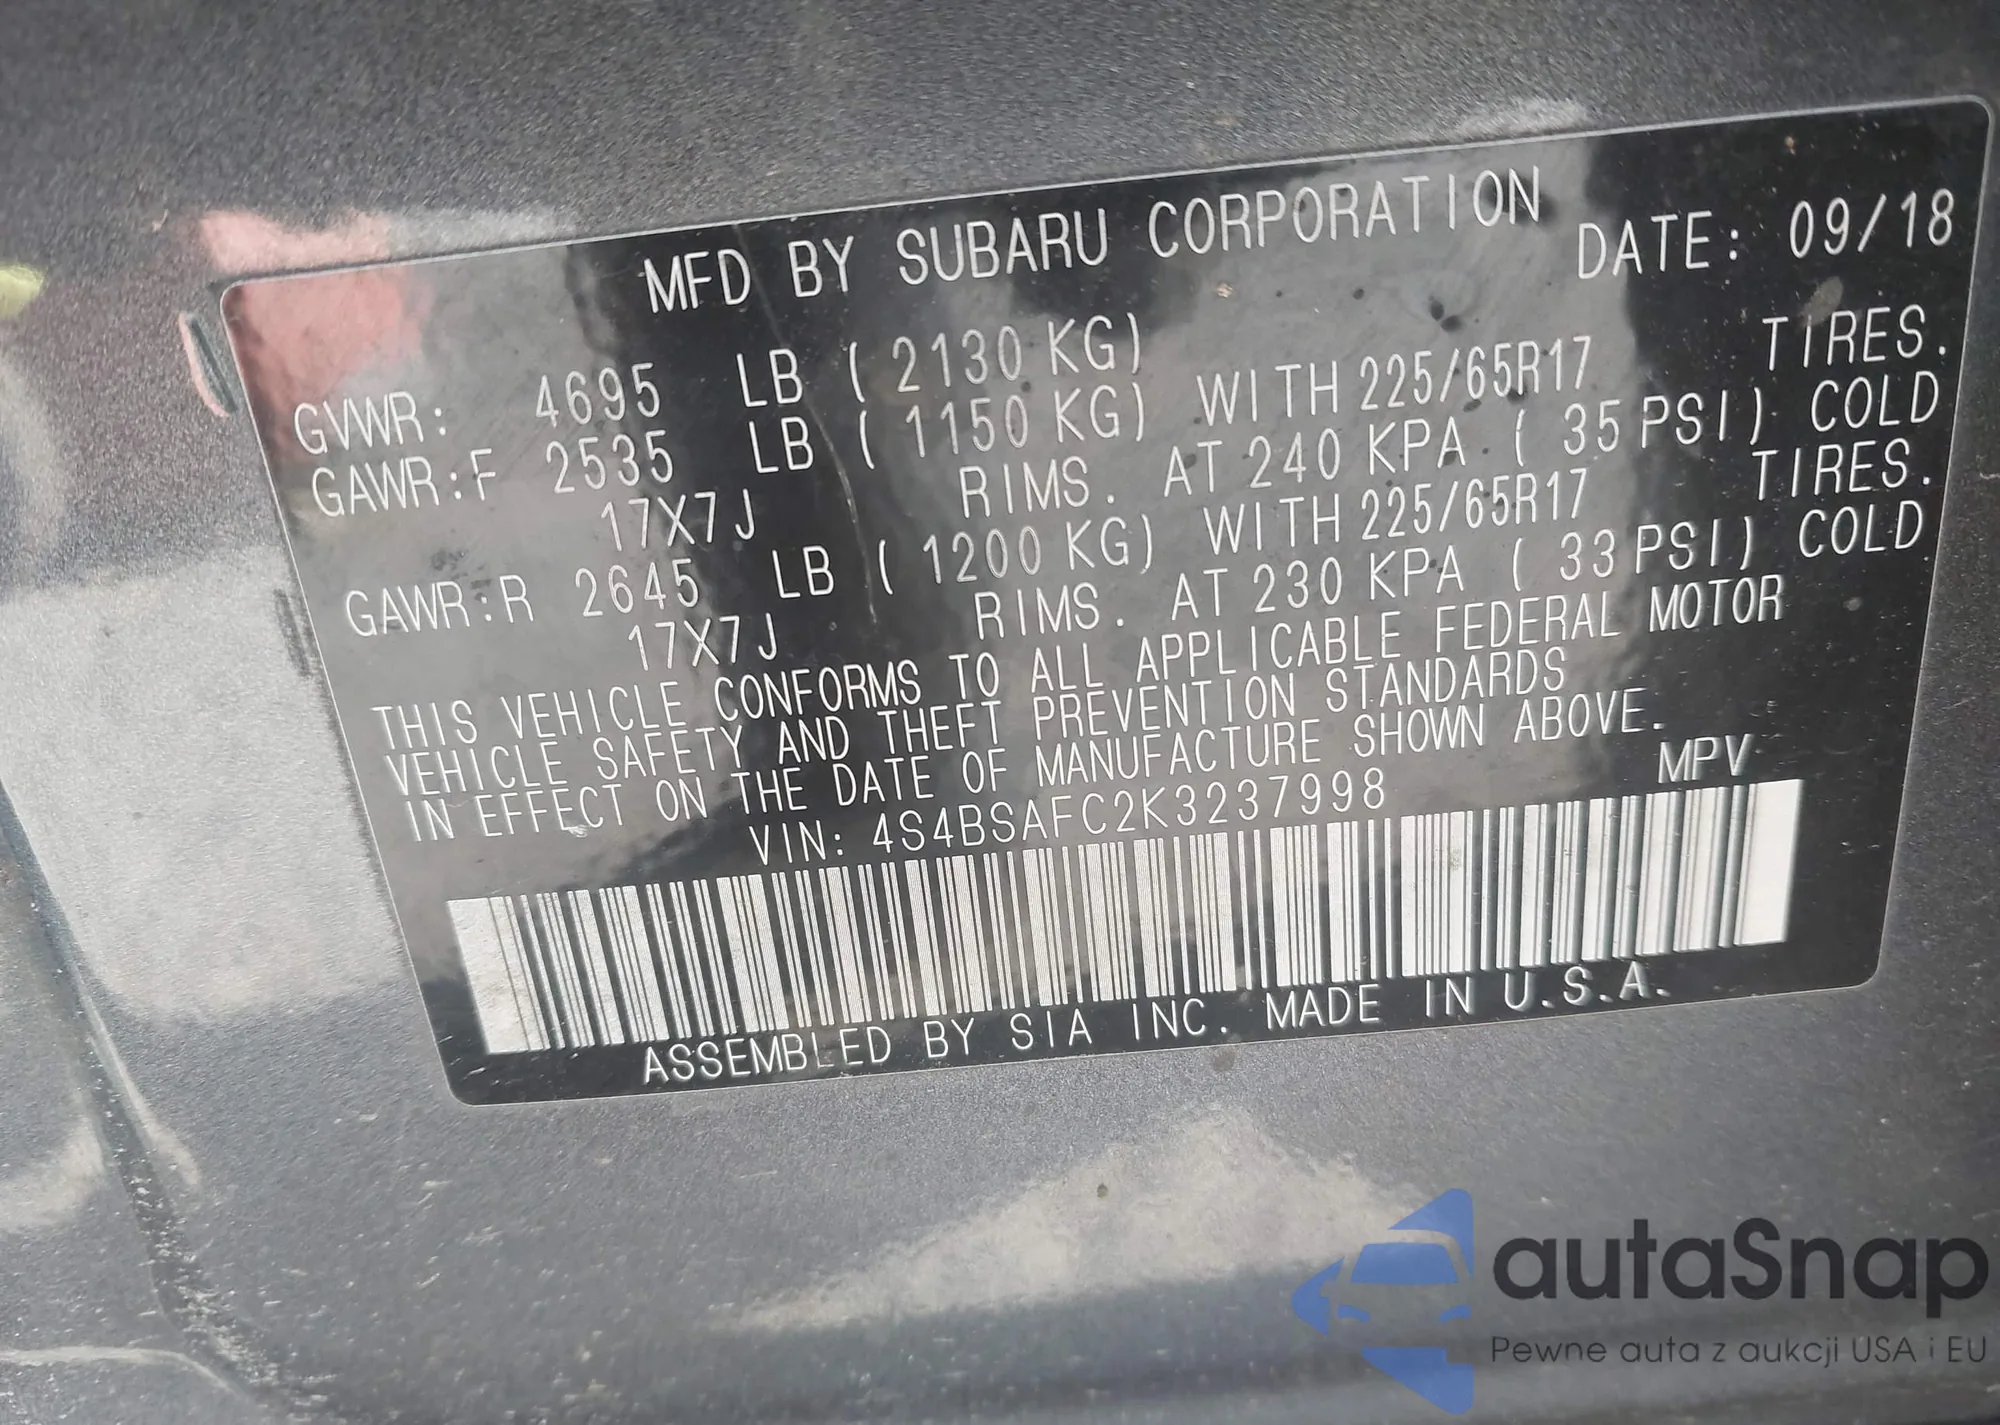 MFD BY SUBARU CORPORATION DATE: 09/18
GVWR: 4695 LB ( 2130 KG)
GAWR:F 2535 LB ( 1150 KG) WITH 225/65R17 TIRES.
17X7J RIMS. AT 240 KPA ( 35 PSI) COLD
GAWR:R 2645 LB ( 1200 KG) WITH 225/65R17 TIRES.
17X7J RIMS. AT 230 KPA ( 33 PSI) COLD
THIS VEHICLE CONFORMS TO ALL APPLICABLE FEDERAL MOTOR
VEHICLE SAFETY AND THEFT PREVENTION STANDARDS
IN EFFECT ON THE DATE OF MANUFACTURE SHOWN ABOVE.
VIN: 4S4BSAFC2K3237998 MPV
ASSEMBLED BY SIA INC. MADE IN U.S.A.
autaSnap
Pewne auta z aukcji USA i EU